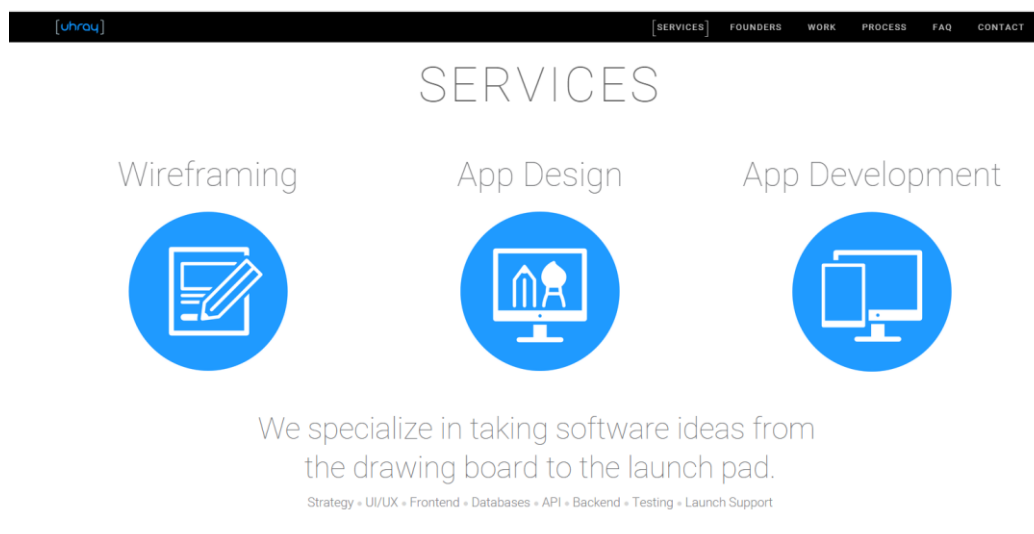 [uhray]
[SERVICES] FOUNDERS WORK PROCESS FAQ CONTACT
SERVICES
Wireframing
App Design
App Development
We specialize in taking software ideas from
the drawing board to the launch pad.
Strategy • UI/UX • Frontend • Databases • API • Backend • Testing • Launch Support